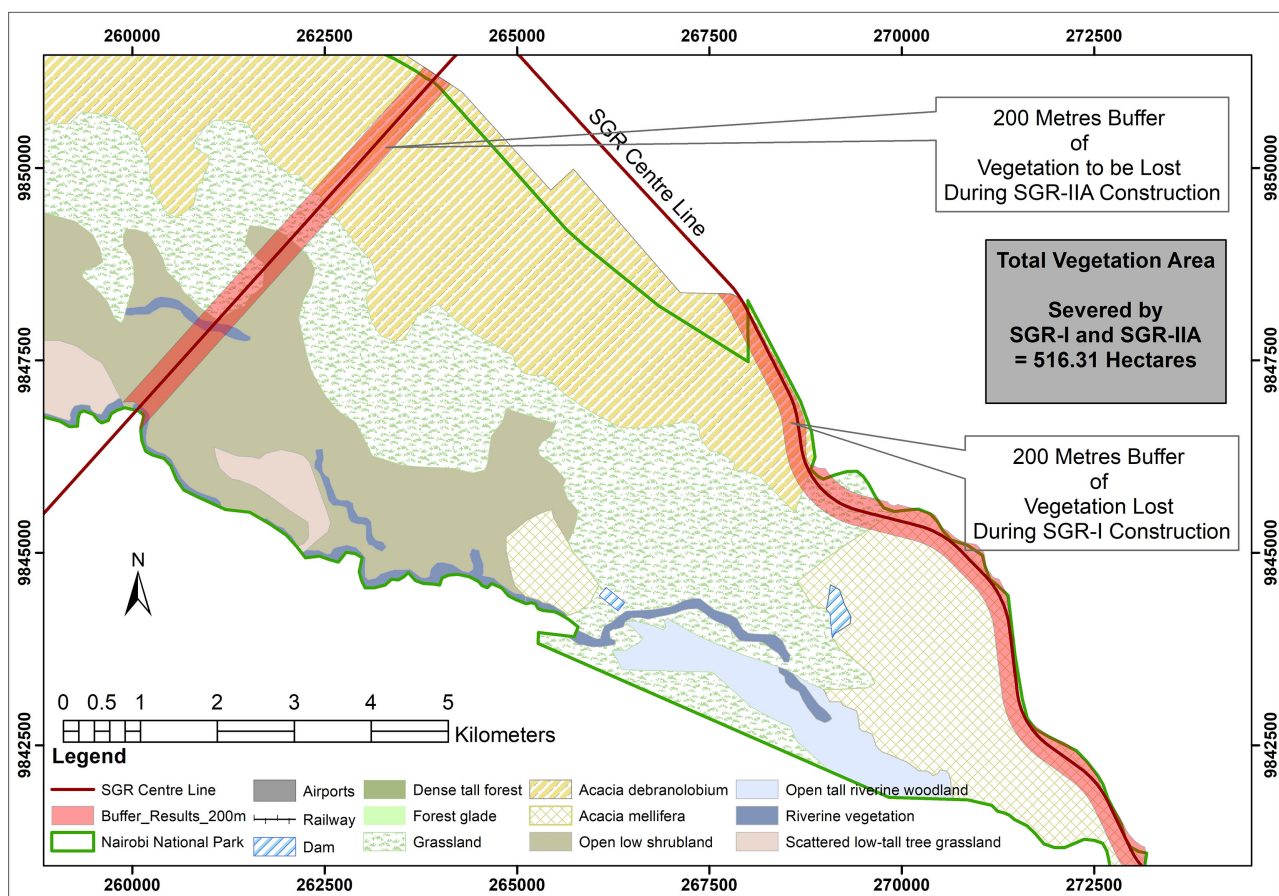 260000 262500 265000 267500 270000 272500
9850000
9847500
9845000
9842500
SGR Centre Line
200 Metres Buffer
of
Vegetation to be Lost
During SGR-IIA Construction
Total Vegetation Area
Severed by
SGR-I and SGR-IIA
= 516.31 Hectares
200 Metres Buffer
of
Vegetation Lost
During SGR-I Construction
9850000
9847500
9845000
9842500
N
0 0.5 1 2 3 4 5
Kilometers
Legend
SGR Centre Line
Buffer_Results_200m
Nairobi National Park
Airports
Railway
Dam
Dense tall forest
Forest glade
Grassland
Acacia debranolobium
Acacia mellifera
Open low shrubland
Open tall riverine woodland
Riverine vegetation
Scattered low-tall tree grassland
260000 262500 265000 267500 270000 272500